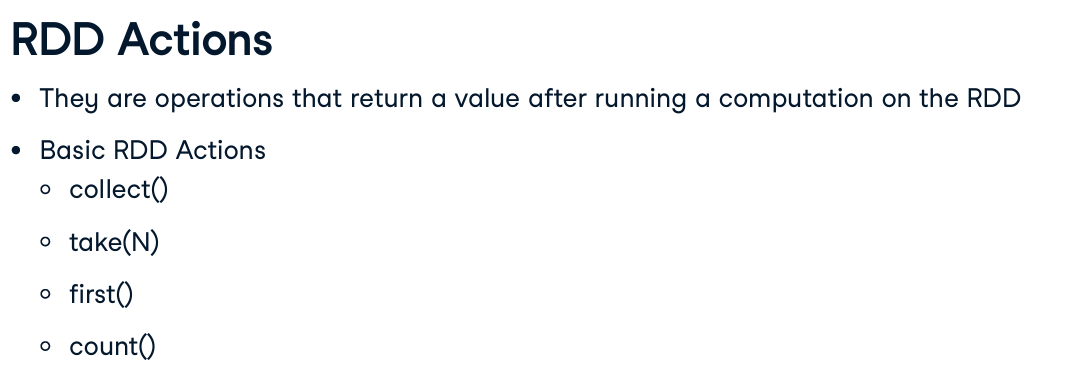 RDD Actions
• They are operations that return a value after running a computation on the RDD
• Basic RDD Actions
○ collect()
○ take(N)
○ first()
○ count()